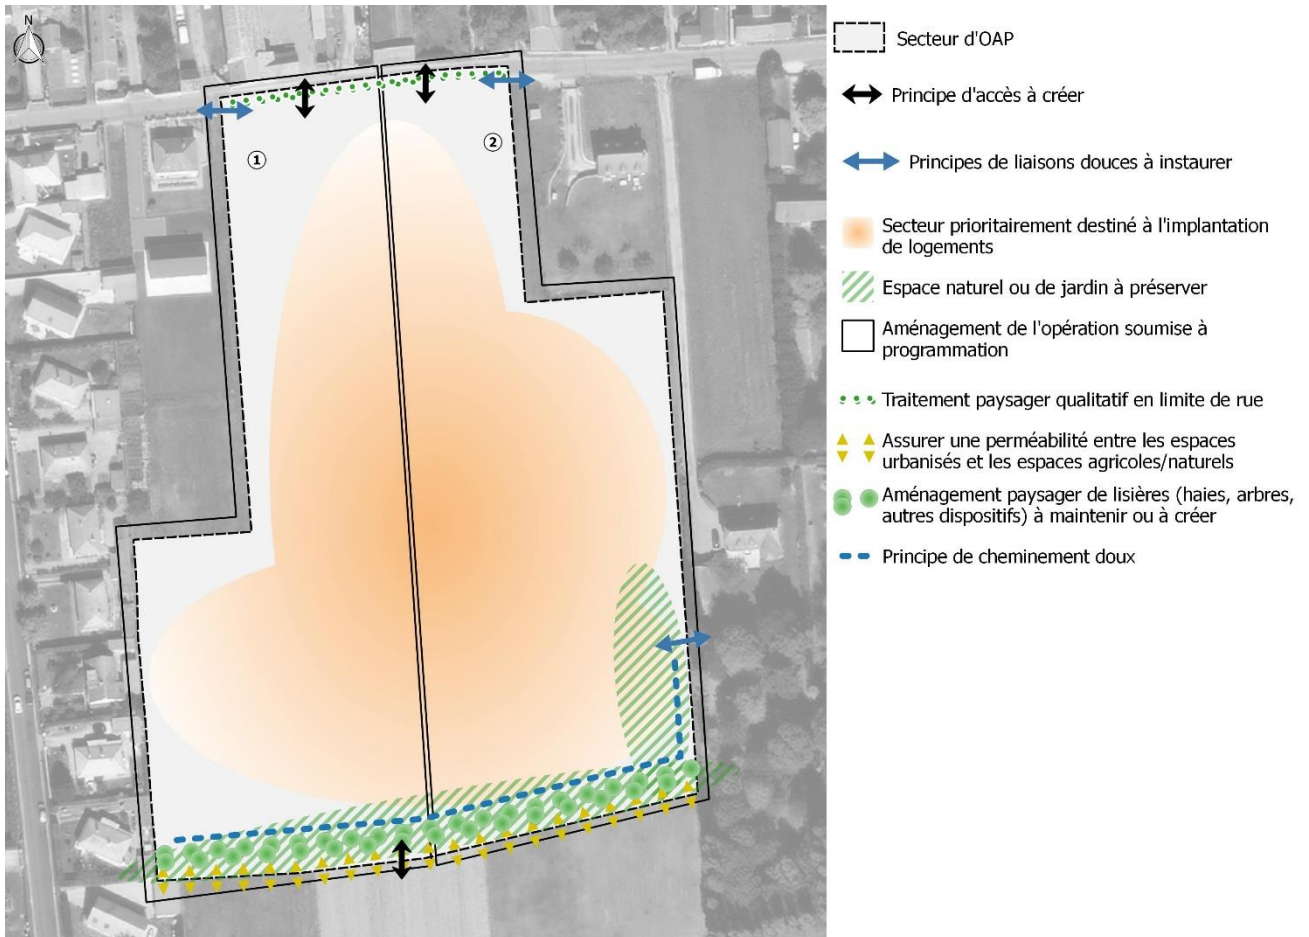 N
1
2
Secteur d'OAP
Principe d'accès à créer
Principes de liaisons douces à instaurer
Secteur prioritairement destiné à l'implantation
de logements
Espace naturel ou de jardin à préserver
Aménagement de l'opération soumise à
programmation
Traitement paysager qualitatif en limite de rue
Assurer une perméabilité entre les espaces
urbanisés et les espaces agricoles/naturels
Aménagement paysager de lisières (haies, arbres,
autres dispositifs) à maintenir ou à créer
Principe de cheminement doux